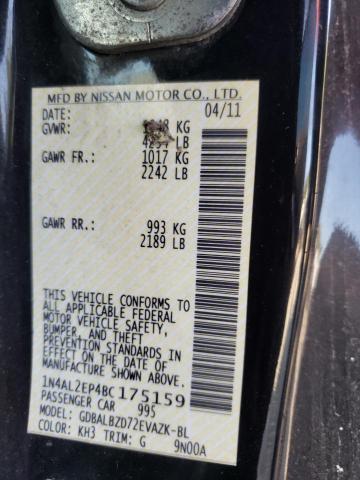 MFD BY NISSAN MOTOR CO., LTD.
DATE: 04/11
GVWR: KG
LB
GAWR FR: 1017 KG
2242 LB
GAWR RR: 993 KG
2189 LB
THIS VEHICLE CONFORMS TO
ALL APPLICABLE FEDERAL
MOTOR VEHICLE SAFETY,
BUMPER, AND THEFT
PREVENTION STANDARDS IN
EFFECT ON THE DATE OF
MANUFACTURE SHOWN ABOVE.
1N4AL2EP4BC175159
PASSENGER CAR 995
GDBALBZD72EVAZK-BL
COLOR: KH3 TRIM: G 9N00A